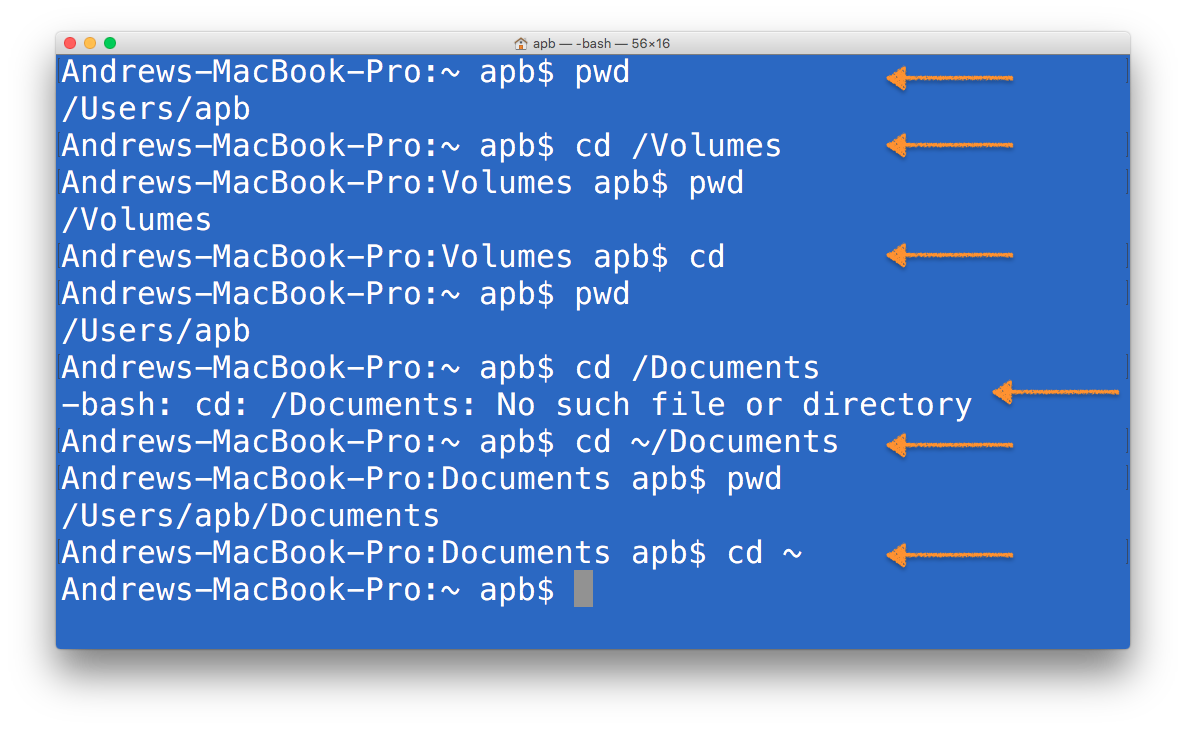 apb — -bash — 56×16
Andrews-MacBook-Pro:~ apb$ pwd
/Users/apb
Andrews-MacBook-Pro:~ apb$ cd /Volumes
Andrews-MacBook-Pro:Volumes apb$ pwd
/Volumes
Andrews-MacBook-Pro:Volumes apb$ cd
Andrews-MacBook-Pro:~ apb$ pwd
/Users/apb
Andrews-MacBook-Pro:~ apb$ cd /Documents
-bash: cd: /Documents: No such file or directory
Andrews-MacBook-Pro:~ apb$ cd ~/Documents
Andrews-MacBook-Pro:Documents apb$ pwd
/Users/apb/Documents
Andrews-MacBook-Pro:Documents apb$ cd ~
Andrews-MacBook-Pro:~ apb$